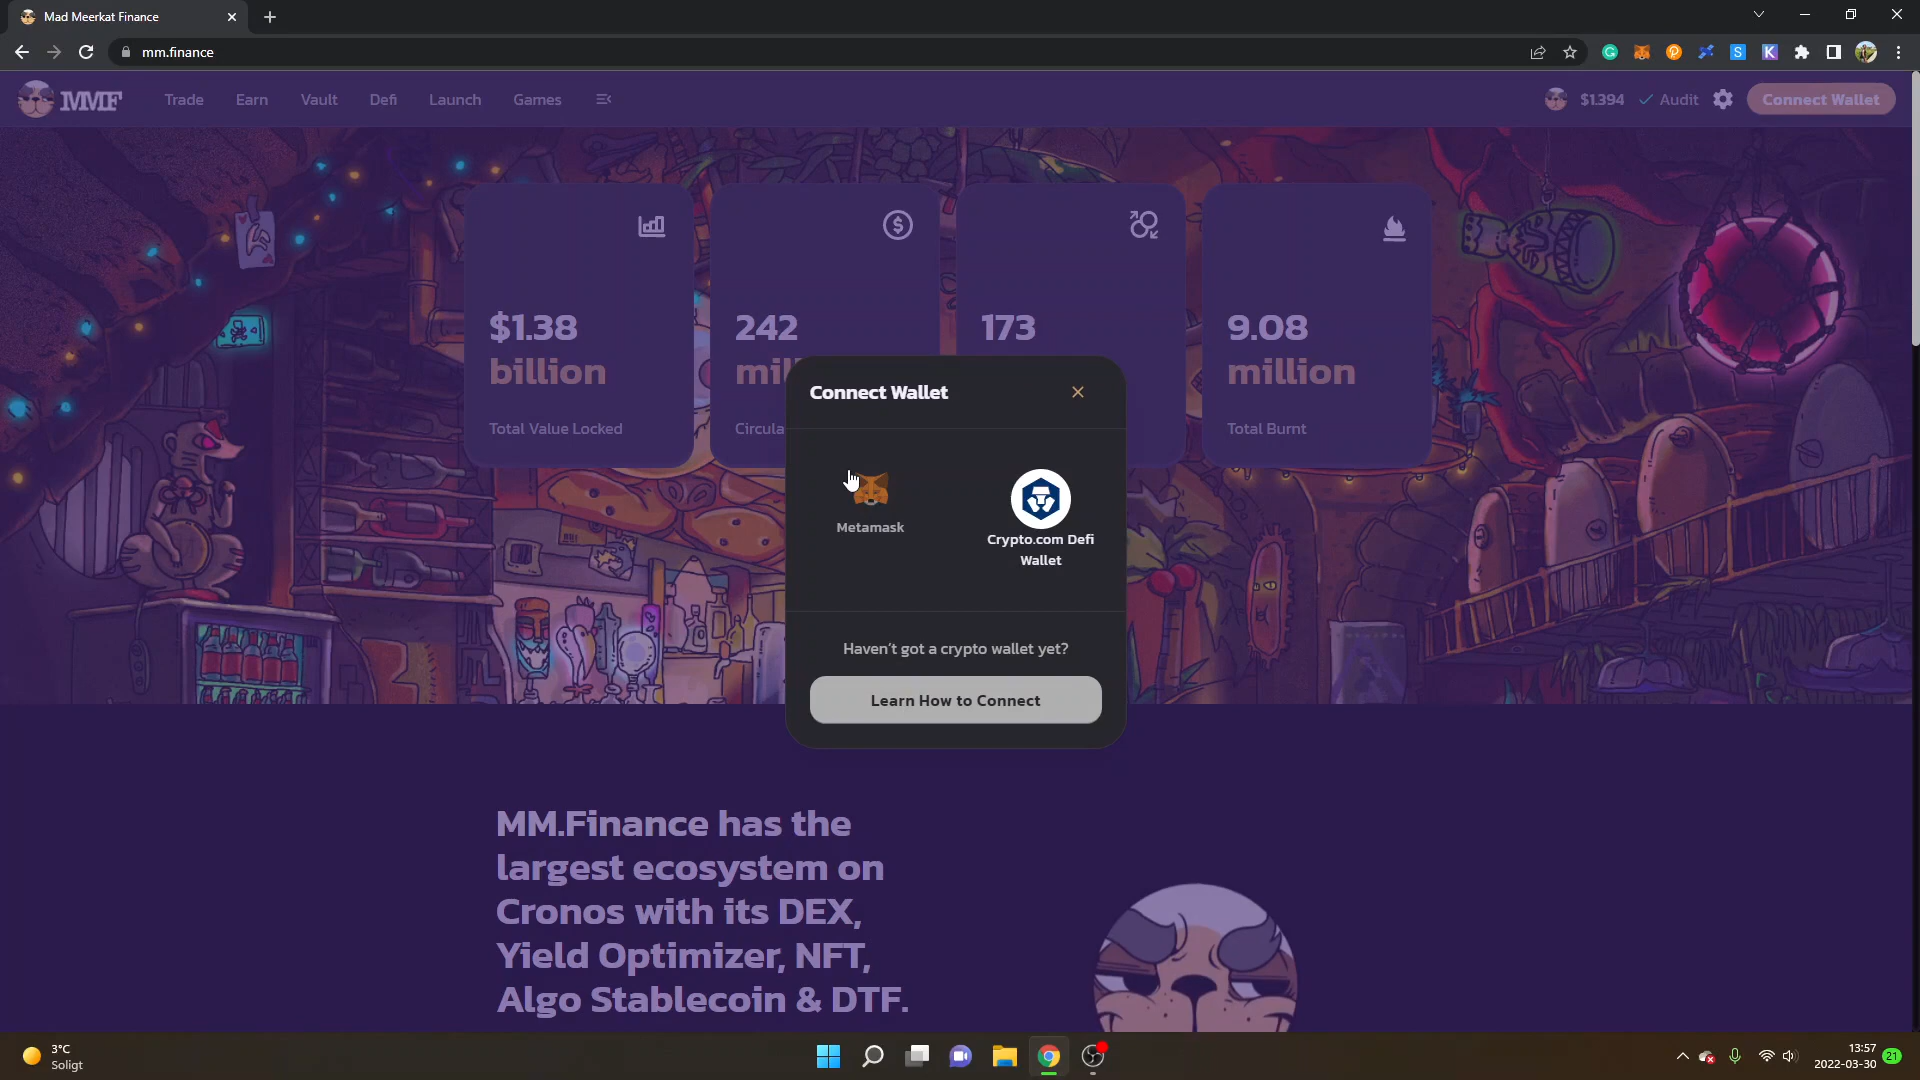 Mad Meerkat Finance
mm.finance
MMF
Trade
Earn
Vault
Defi
Launch
Games
$1.394
Audit
Connect Wallet
$1.38
billion
Total Value Locked
242
173
9.08
million
Total Burnt
Connect Wallet
Metamask
Crypto.com Defi
Wallet
Haven't got a crypto wallet yet?
Learn How to Connect
MM.Finance has the
largest ecosystem on
Cronos with its DEX,
Yield Optimizer, NFT,
Algo Stablecoin & DTF.
3°C
Soligt
13:57
2022-03-30
21